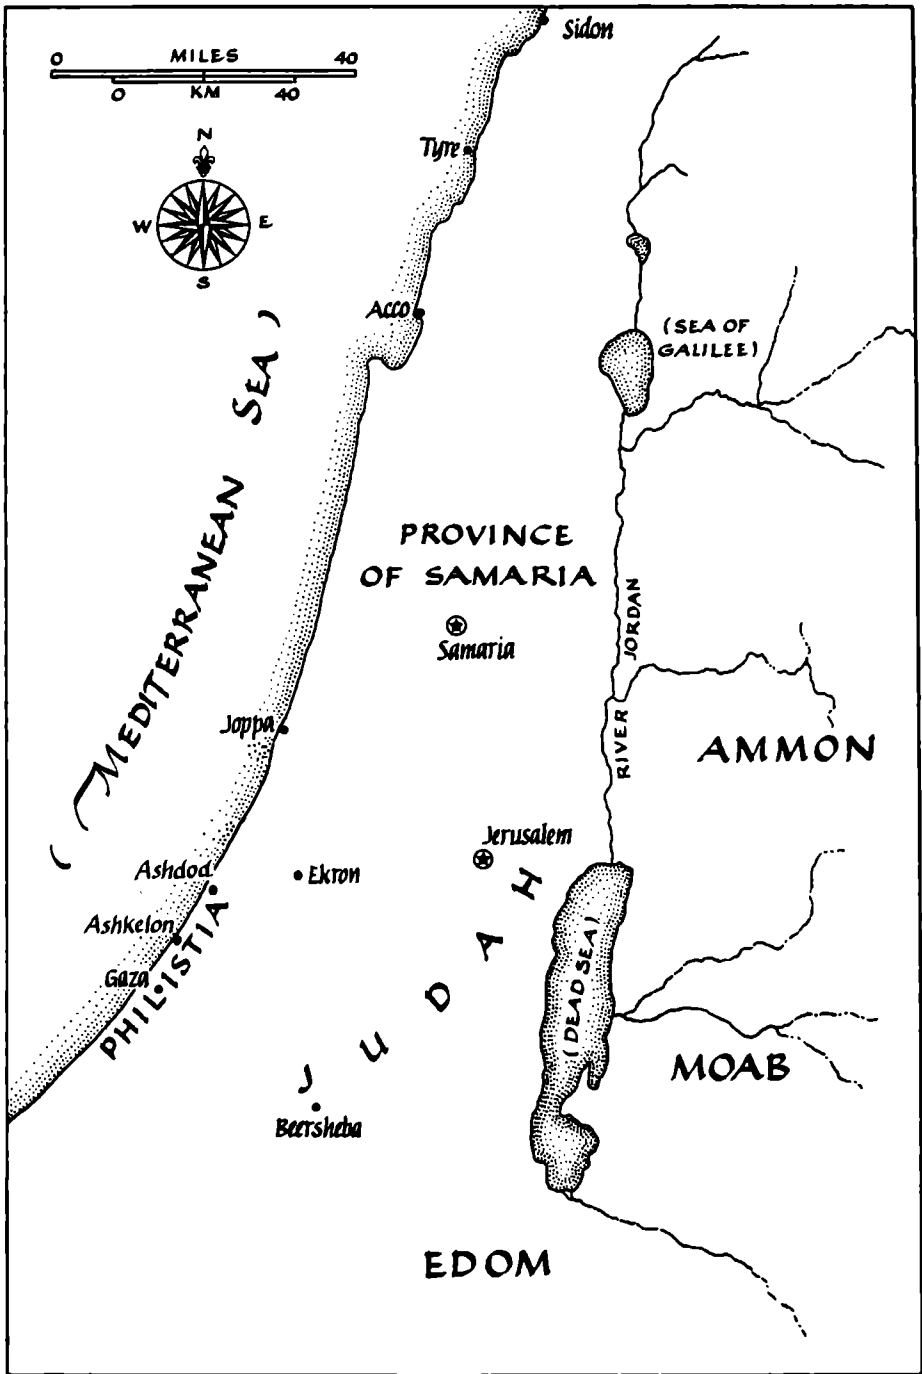 Sidon
0 MILES 40
0 KM 40
N
W E
S
Tyre
Acco
(SEA OF
GALILEE)
(MEDITERRANEAN SEA)
PROVINCE
OF SAMARIA
Samaria
RIVER JORDAN
Joppa
AMMON
Jerusalem
Ashdod
Ekron
Ashkelon
Gaza
PHILISTIA
JUDAH
(DEAD SEA)
MOAB
Beersheba
EDOM